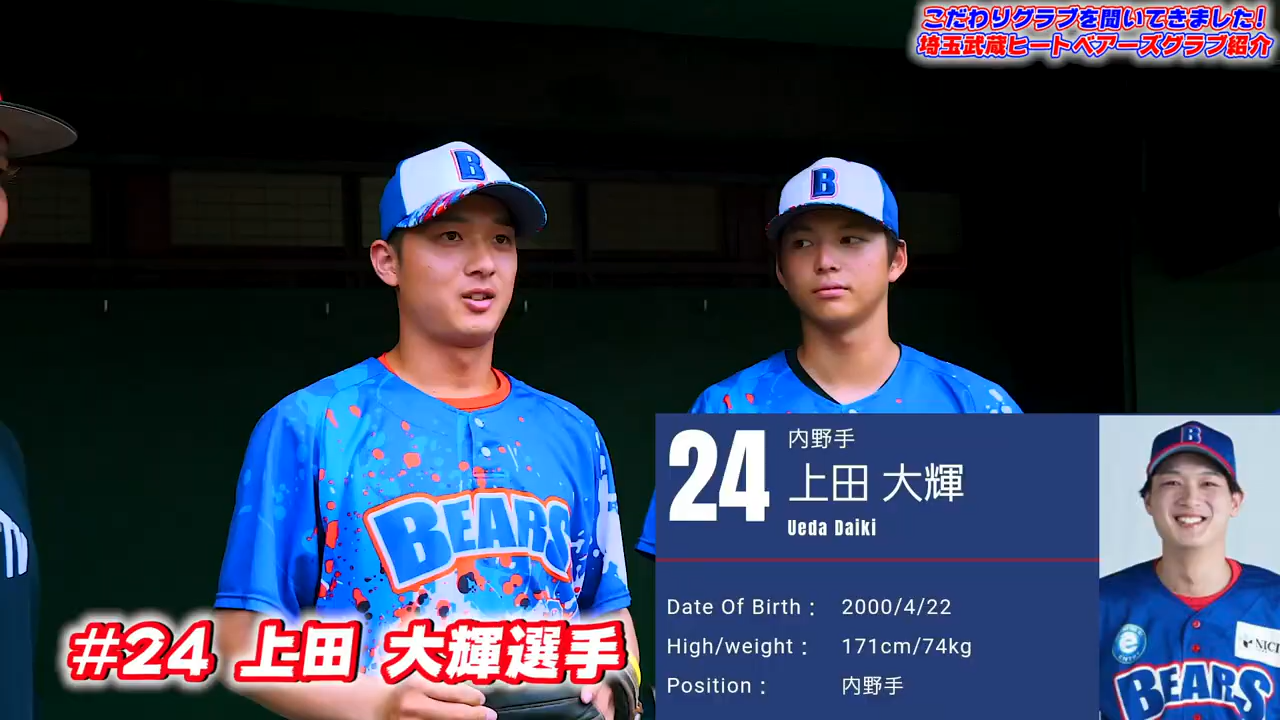 こだわりグラブを聞いてきました!
埼玉武蔵ヒートベアーズグラブ紹介
B
B
BEARS
#24 上田 大輝選手
24
内野手
上田 大輝
Ueda Daiki
Date Of Birth : 2000/4/22
High/weight : 171cm/74kg
Position : 内野手
B
e
BEARS